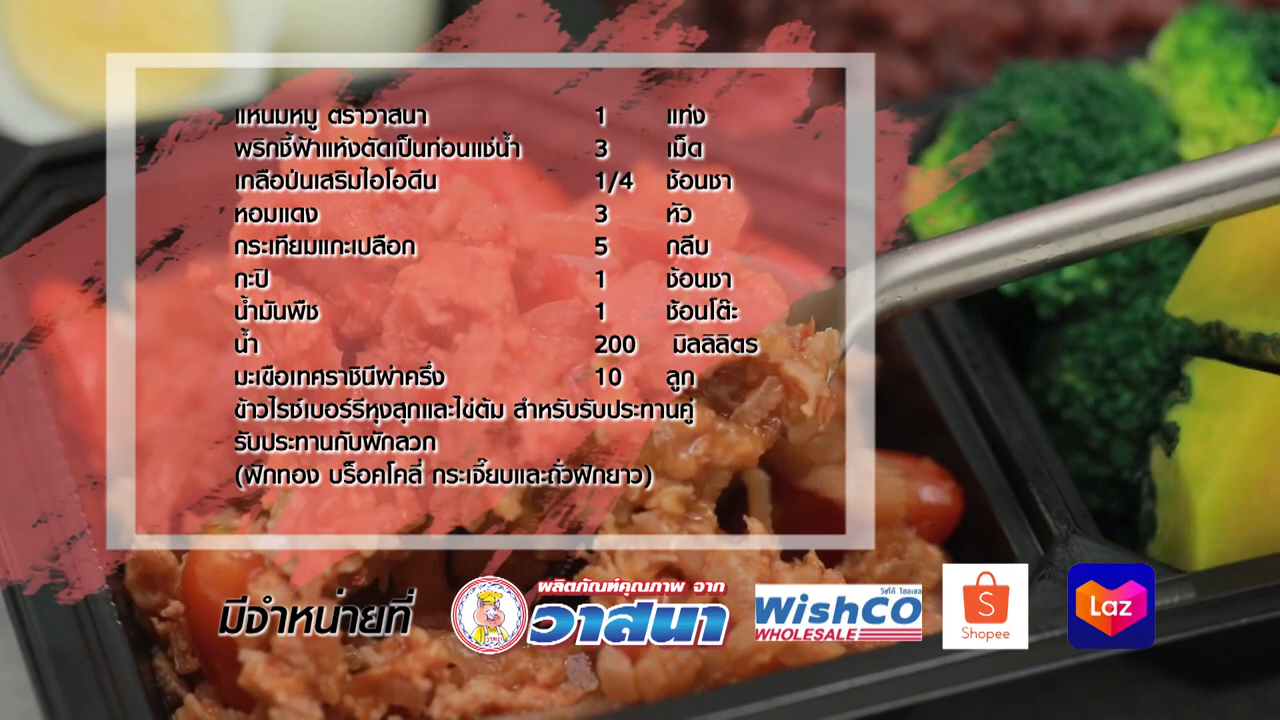 แหนมหมู ตราวาสนา 1 แท่ง
พริกชี้ฟ้าแห้งตัดเป็นท่อนแช่น้ำ 3 เม็ด
เกลือป่นเสริมไอโอดีน 1/4 ช้อนชา
หอมแดง 3 หัว
กระเทียมแกะเปลือก 5 กลีบ
กะปิ 1 ช้อนชา
น้ำมันพืช 1 ช้อนโต๊ะ
น้ำ 200 มิลลิลิตร
มะเขือเทศราชินีผ่าครึ่ง 10 ลูก
ข้าวไรซ์เบอร์รีหุงสุกและไข่ต้ม สำหรับรับประทานคู่
รับประทานกับผักลวก
(ฟักทอง บร็อคโคลี่ กระเจี๊ยบและถั่วฝักยาว)
มีจำหน่ายที่
ผลิตภัณฑ์คุณภาพ จาก
วาสนา
วิชโก้ โฮลเซล
WishCO
WHOLESALE
Shopee
Laz